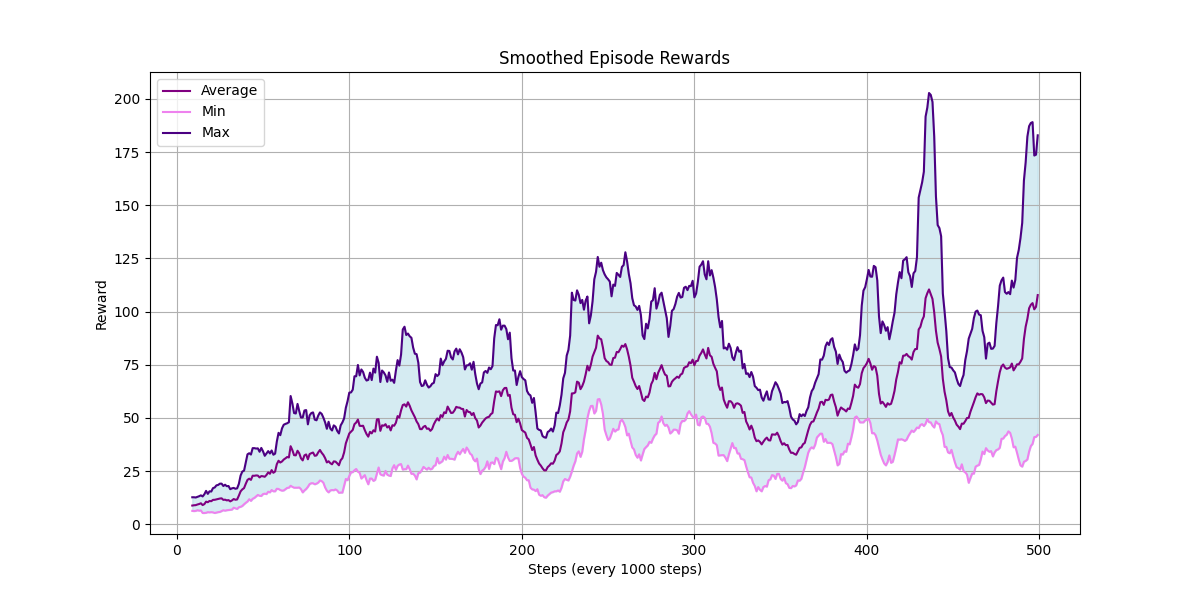 Smoothed Episode Rewards
Average
Min
Max
200
175
150
125
100
75
50
25
0
Reward
0 100 200 300 400 500
Steps (every 1000 steps)